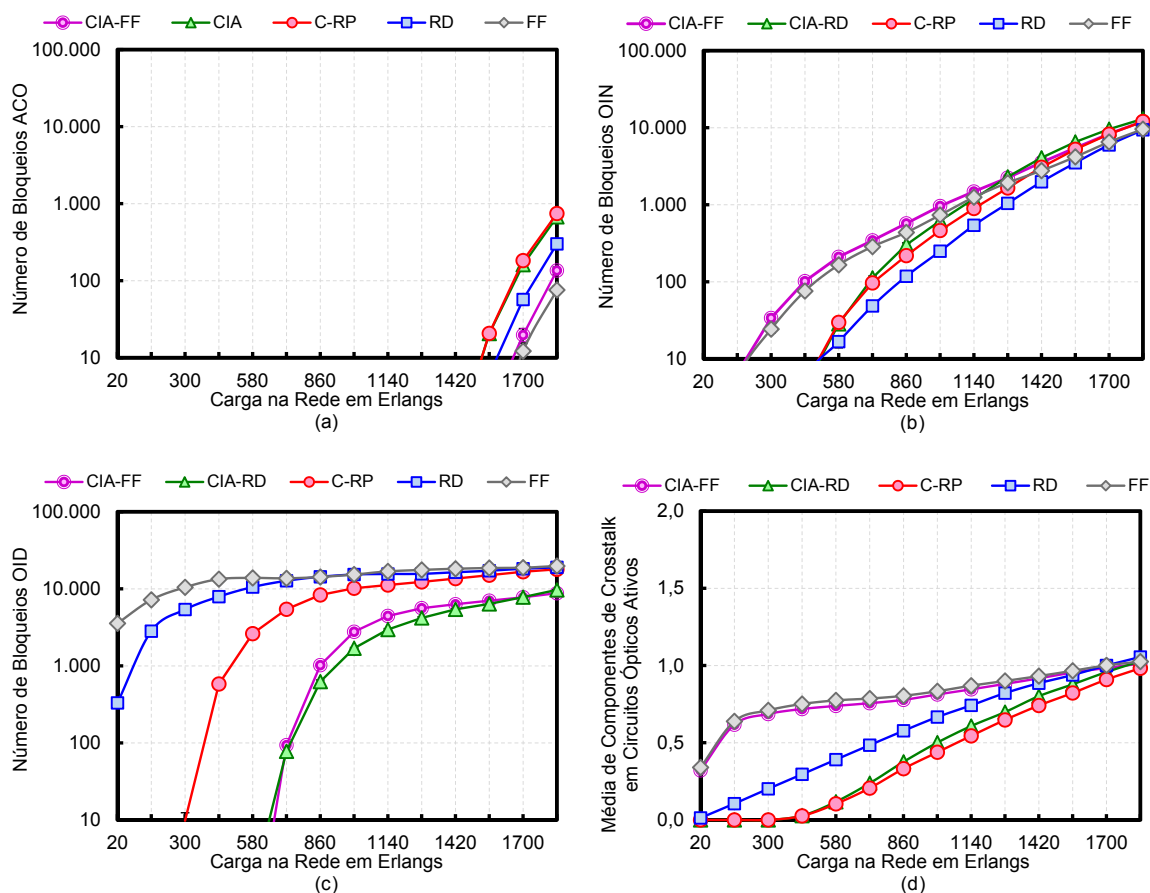 CIA-FF CIA C-RP RD FF
Número de Bloqueios ACO
100.000
10.000
1.000
100
10
20 300 580 860 1140 1420 1700
Carga na Rede em Erlangs
(a)
CIA-FF CIA-RD C-RP RD FF
Número de Bloqueios OIN
100.000
10.000
1.000
100
10
20 300 580 860 1140 1420 1700
Carga na Rede em Erlangs
(b)
CIA-FF CIA-RD C-RP RD FF
Número de Bloqueios OID
100.000
10.000
1.000
100
10
20 300 580 860 1140 1420 1700
Carga na Rede em Erlangs
(c)
CIA-FF CIA-RD C-RP RD FF
Média de Componentes de Crosstalk
em Circuitos Ópticos Ativos
2,0
1,5
1,0
0,5
0,0
20 300 580 860 1140 1420 1700
Carga na Rede em Erlangs
(d)